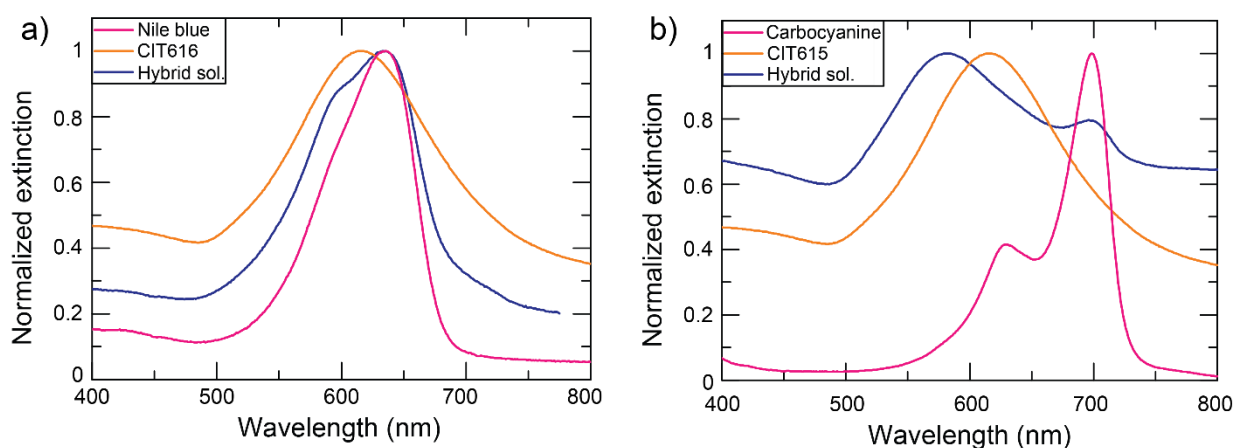 a)
Nile blue
CIT616
Hybrid sol.
Normalized extinction
1
0.8
0.6
0.4
0.2
0
400 500 600 700 800
Wavelength (nm)
b)
Carbocyanine
CIT615
Hybrid sol.
Normalized extinction
1
0.8
0.6
0.4
0.2
0
400 500 600 700 800
Wavelength (nm)